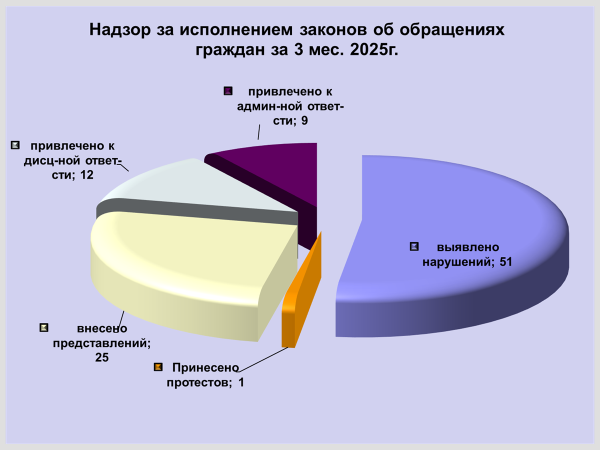 Надзор за исполнением законов об обращениях
граждан за 3 мес. 2025г.
привлечено к
админ-ной ответ-
сти; 9
привлечено к
дисц-ной ответ-
сти; 12
выявлено
нарушений; 51
внесено
представлений;
25
Принесено
протестов; 1